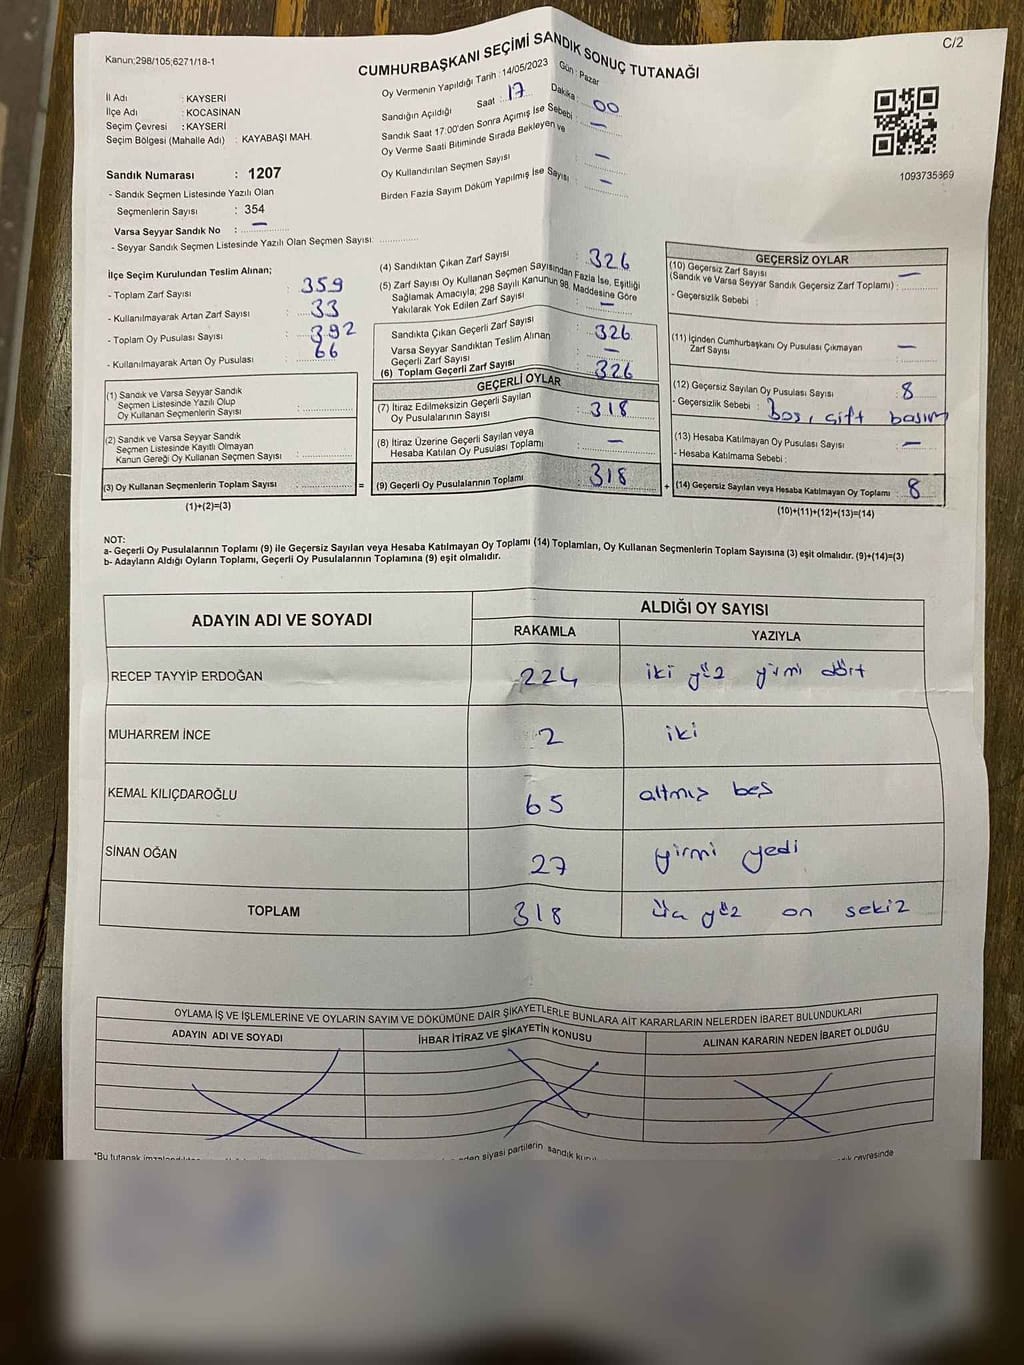 Kanun;298/105;6271/18-1
C/2
CUMHURBAŞKANI SEÇİMİ SANDIK SONUÇ TUTANAĞI
Oy Vermenin Yapıldığı Tarih : 14/05/2023 Gün : Pazar
Sandığın Açıldığı Saat : 17 Dakika : 00
Sandık Saat 17:00'den Sonra Açımış İse Sebebi : —
Oy Verme Saati Bitiminde Sırada Bekleyen ve
Oy Kullandırılan Seçmen Sayısı : —
Birden Fazla Sayım Döküm Yapılmış İse Sayısı : —
İl Adı : KAYSERİ
İlçe Adı : KOCASİNAN
Seçim Çevresi : KAYSERİ
Seçim Bölgesi (Mahalle Adı) : KAYABAŞI MAH.
1093735369
Sandık Numarası : 1207
- Sandık Seçmen Listesinde Yazılı Olan
Seçmenlerin Sayısı : 354
Varsa Seyyar Sandık No : —
- Seyyar Sandık Seçmen Listesinde Yazılı Olan Seçmen Sayısı:
İlçe Seçim Kurulundan Teslim Alınan;
- Toplam Zarf Sayısı : 359
- Kullanılmayarak Artan Zarf Sayısı : 33
- Toplam Oy Pusulası Sayısı : 392
- Kullanılmayarak Artan Oy Pusulası : 66
(1) Sandık ve Varsa Seyyar Sandık
Seçmen Listesinde Yazılı Olup
Oy Kullanan Seçmenlerin Sayısı :
(2) Sandık ve Varsa Seyyar Sandık
Seçmen Listesinde Kayıtlı Olmayan
Kanun Gereği Oy Kullanan Seçmen Sayısı :
(3) Oy Kullanan Seçmenlerin Toplam Sayısı : =
(1)+(2)=(3)
(4) Sandıktan Çıkan Zarf Sayısı : 326
(5) Zarf Sayısı Oy Kullanan Seçmen Sayısından Fazla İse, Eşitliği
Sağlamak Amacıyla, 298 Sayılı Kanunun 98. Maddesine Göre
Yakılarak Yok Edilen Zarf Sayısı : —
Sandıkta Çıkan Geçerli Zarf Sayısı : 326
Varsa Seyyar Sandıktan Teslim Alınan
Geçerli Zarf Sayısı : —
(6) Toplam Geçerli Zarf Sayısı : 326
GEÇERLİ OYLAR
(7) İtiraz Edilmeksizin Geçerli Sayılan
Oy Pusulalarının Sayısı : 318
(8) İtiraz Üzerine Geçerli Sayılan veya
Hesaba Katılan Oy Pusulası Toplamı : —
(9) Geçerli Oy Pusulalarının Toplamı : 318 +
GEÇERSİZ OYLAR
(10) Geçersiz Zarf Sayısı
(Sandık ve Varsa Seyyar Sandık Geçersiz Zarf Toplamı) : —
- Geçersizlik Sebebi :
(11) İçinden Cumhurbaşkanı Oy Pusulası Çıkmayan
Zarf Sayısı : —
(12) Geçersiz Sayılan Oy Pusulası Sayısı : 8
- Geçersizlik Sebebi : Boş, çift basım
(13) Hesaba Katılmayan Oy Pusulası Sayısı : —
- Hesaba Katılmama Sebebi :
(14) Geçersiz Sayılan veya Hesaba Katılmayan Oy Toplamı : 8
(10)+(11)+(12)+(13)=(14)
NOT:
a- Geçerli Oy Pusulalarının Toplamı (9) ile Geçersiz Sayılan veya Hesaba Katılmayan Oy Toplamı (14) Toplamları, Oy Kullanan Seçmenlerin Toplam Sayısına (3) eşit olmalıdır. (9)+(14)=(3)
b- Adayların Aldığı Oyların Toplamı, Geçerli Oy Pusulalarının Toplamına (9) eşit olmalıdır.
ADAYIN ADI VE SOYADI ALDIĞI OY SAYISI
RAKAMLA YAZIYLA
RECEP TAYYİP ERDOĞAN 224 iki yüz yirmi dört
MUHARREM İNCE 2 iki
KEMAL KILIÇDAROĞLU 65 altmış beş
SİNAN OĞAN 27 yirmi yedi
TOPLAM 318 üç yüz on sekiz
OYLAMA İŞ VE İŞLEMLERİNE VE OYLARIN SAYIM VE DÖKÜMÜNE DAİR ŞİKAYETLERLE BUNLARA AİT KARARLARIN NELERDEN İBARET BULUNDUKLARI
ADAYIN ADI VE SOYADI İHBAR İTİRAZ VE ŞİKAYETİN KONUSU ALINAN KARARIN NEDEN İBARET OLDUĞU
*Bu tutanak siyasi partilerin sandık çevresinde